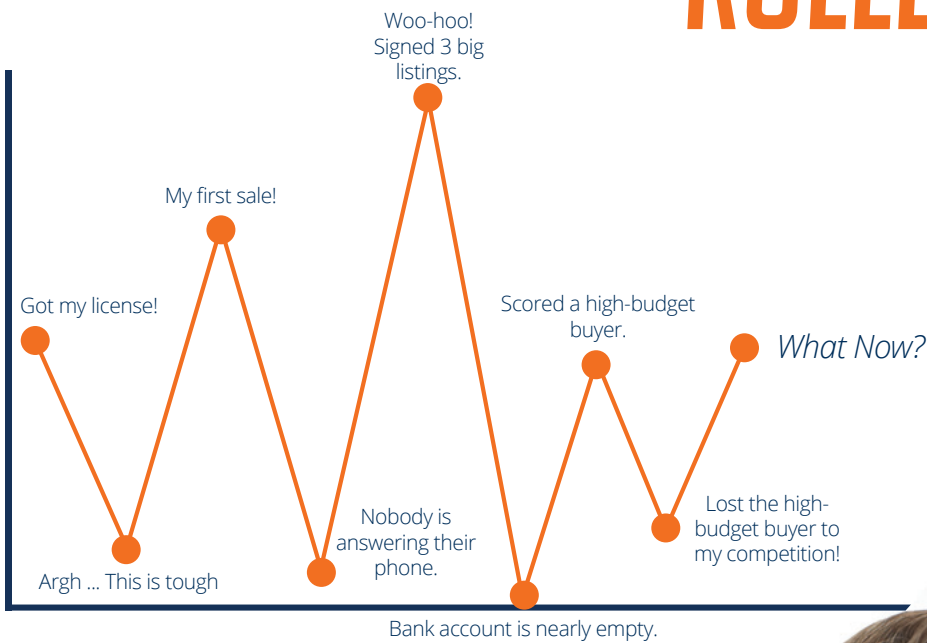 Woo-hoo!
Signed 3 big
listings.
My first sale!
Got my license!
Scored a high-budget
buyer.
What Now?
Nobody is
answering their
phone.
Lost the high-
budget buyer to
my competition!
Argh ... This is tough
Bank account is nearly empty.